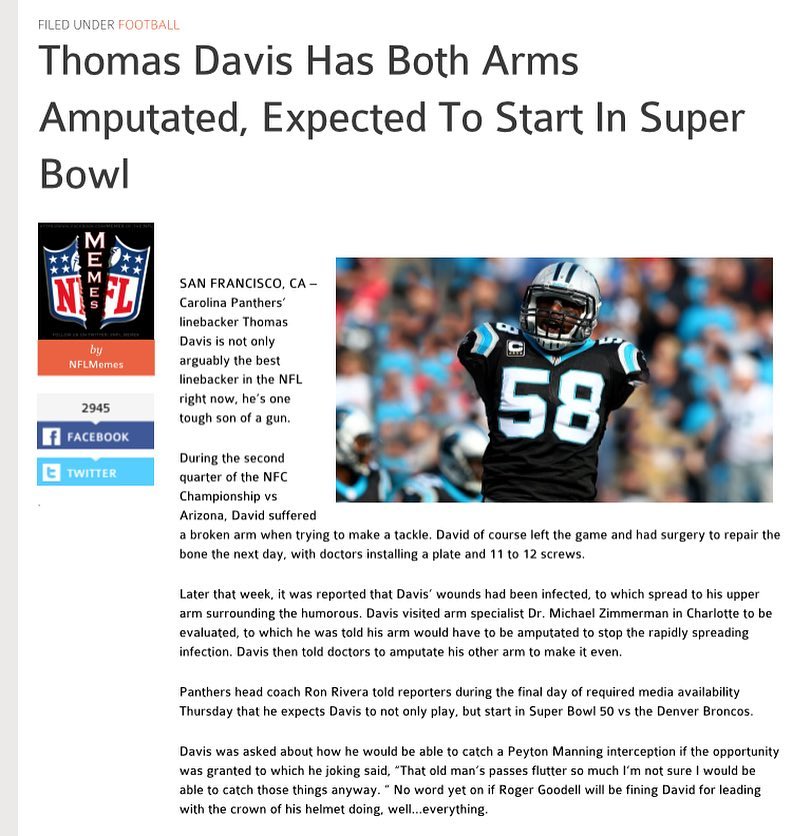 FILED UNDER FOOTBALL
Thomas Davis Has Both Arms
Amputated, Expected To Start In Super
Bowl
MEMES
NFL
by
NFLMemes
2945
FACEBOOK
TWITTER
SAN FRANCISCO, CA –
Carolina Panthers’
linebacker Thomas
Davis is not only
arguably the best
linebacker in the NFL
right now, he’s one
tough son of a gun.
During the second
quarter of the NFC
Championship vs
Arizona, David suffered
a broken arm when trying to make a tackle. David of course left the game and had surgery to repair the
bone the next day, with doctors installing a plate and 11 to 12 screws.
Later that week, it was reported that Davis’ wounds had been infected, to which spread to his upper
arm surrounding the humorous. Davis visited arm specialist Dr. Michael Zimmerman in Charlotte to be
evaluated, to which he was told his arm would have to be amputated to stop the rapidly spreading
infection. Davis then told doctors to amputate his other arm to make it even.
Panthers head coach Ron Rivera told reporters during the final day of required media availability
Thursday that he expects Davis to not only play, but start in Super Bowl 50 vs the Denver Broncos.
Davis was asked about how he would be able to catch a Peyton Manning interception if the opportunity
was granted to which he joking said, “That old man’s passes flutter so much I’m not sure I would be
able to catch those things anyway. “ No word yet on if Roger Goodell will be fining David for leading
with the crown of his helmet doing, well...everything.
58
C